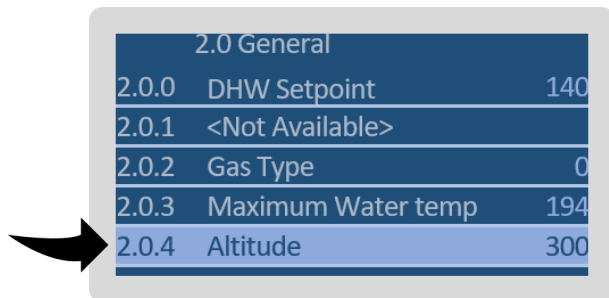 2.0 General
2.0.0 DHW Setpoint 140
2.0.1 <Not Available>
2.0.2 Gas Type 0
2.0.3 Maximum Water temp 194
2.0.4 Altitude 300